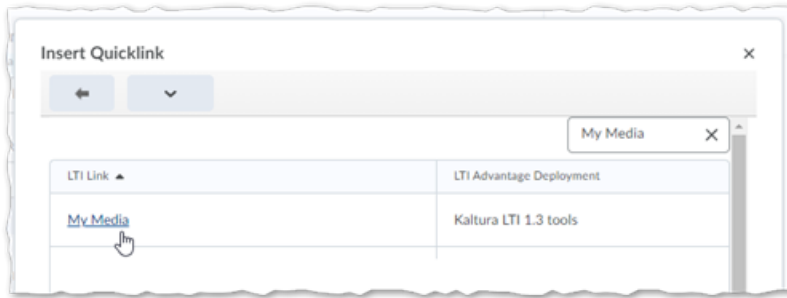 Insert Quicklink
My Media
LTI Link
LTI Advantage Deployment
My Media
Kaltura LTI 1.3 tools